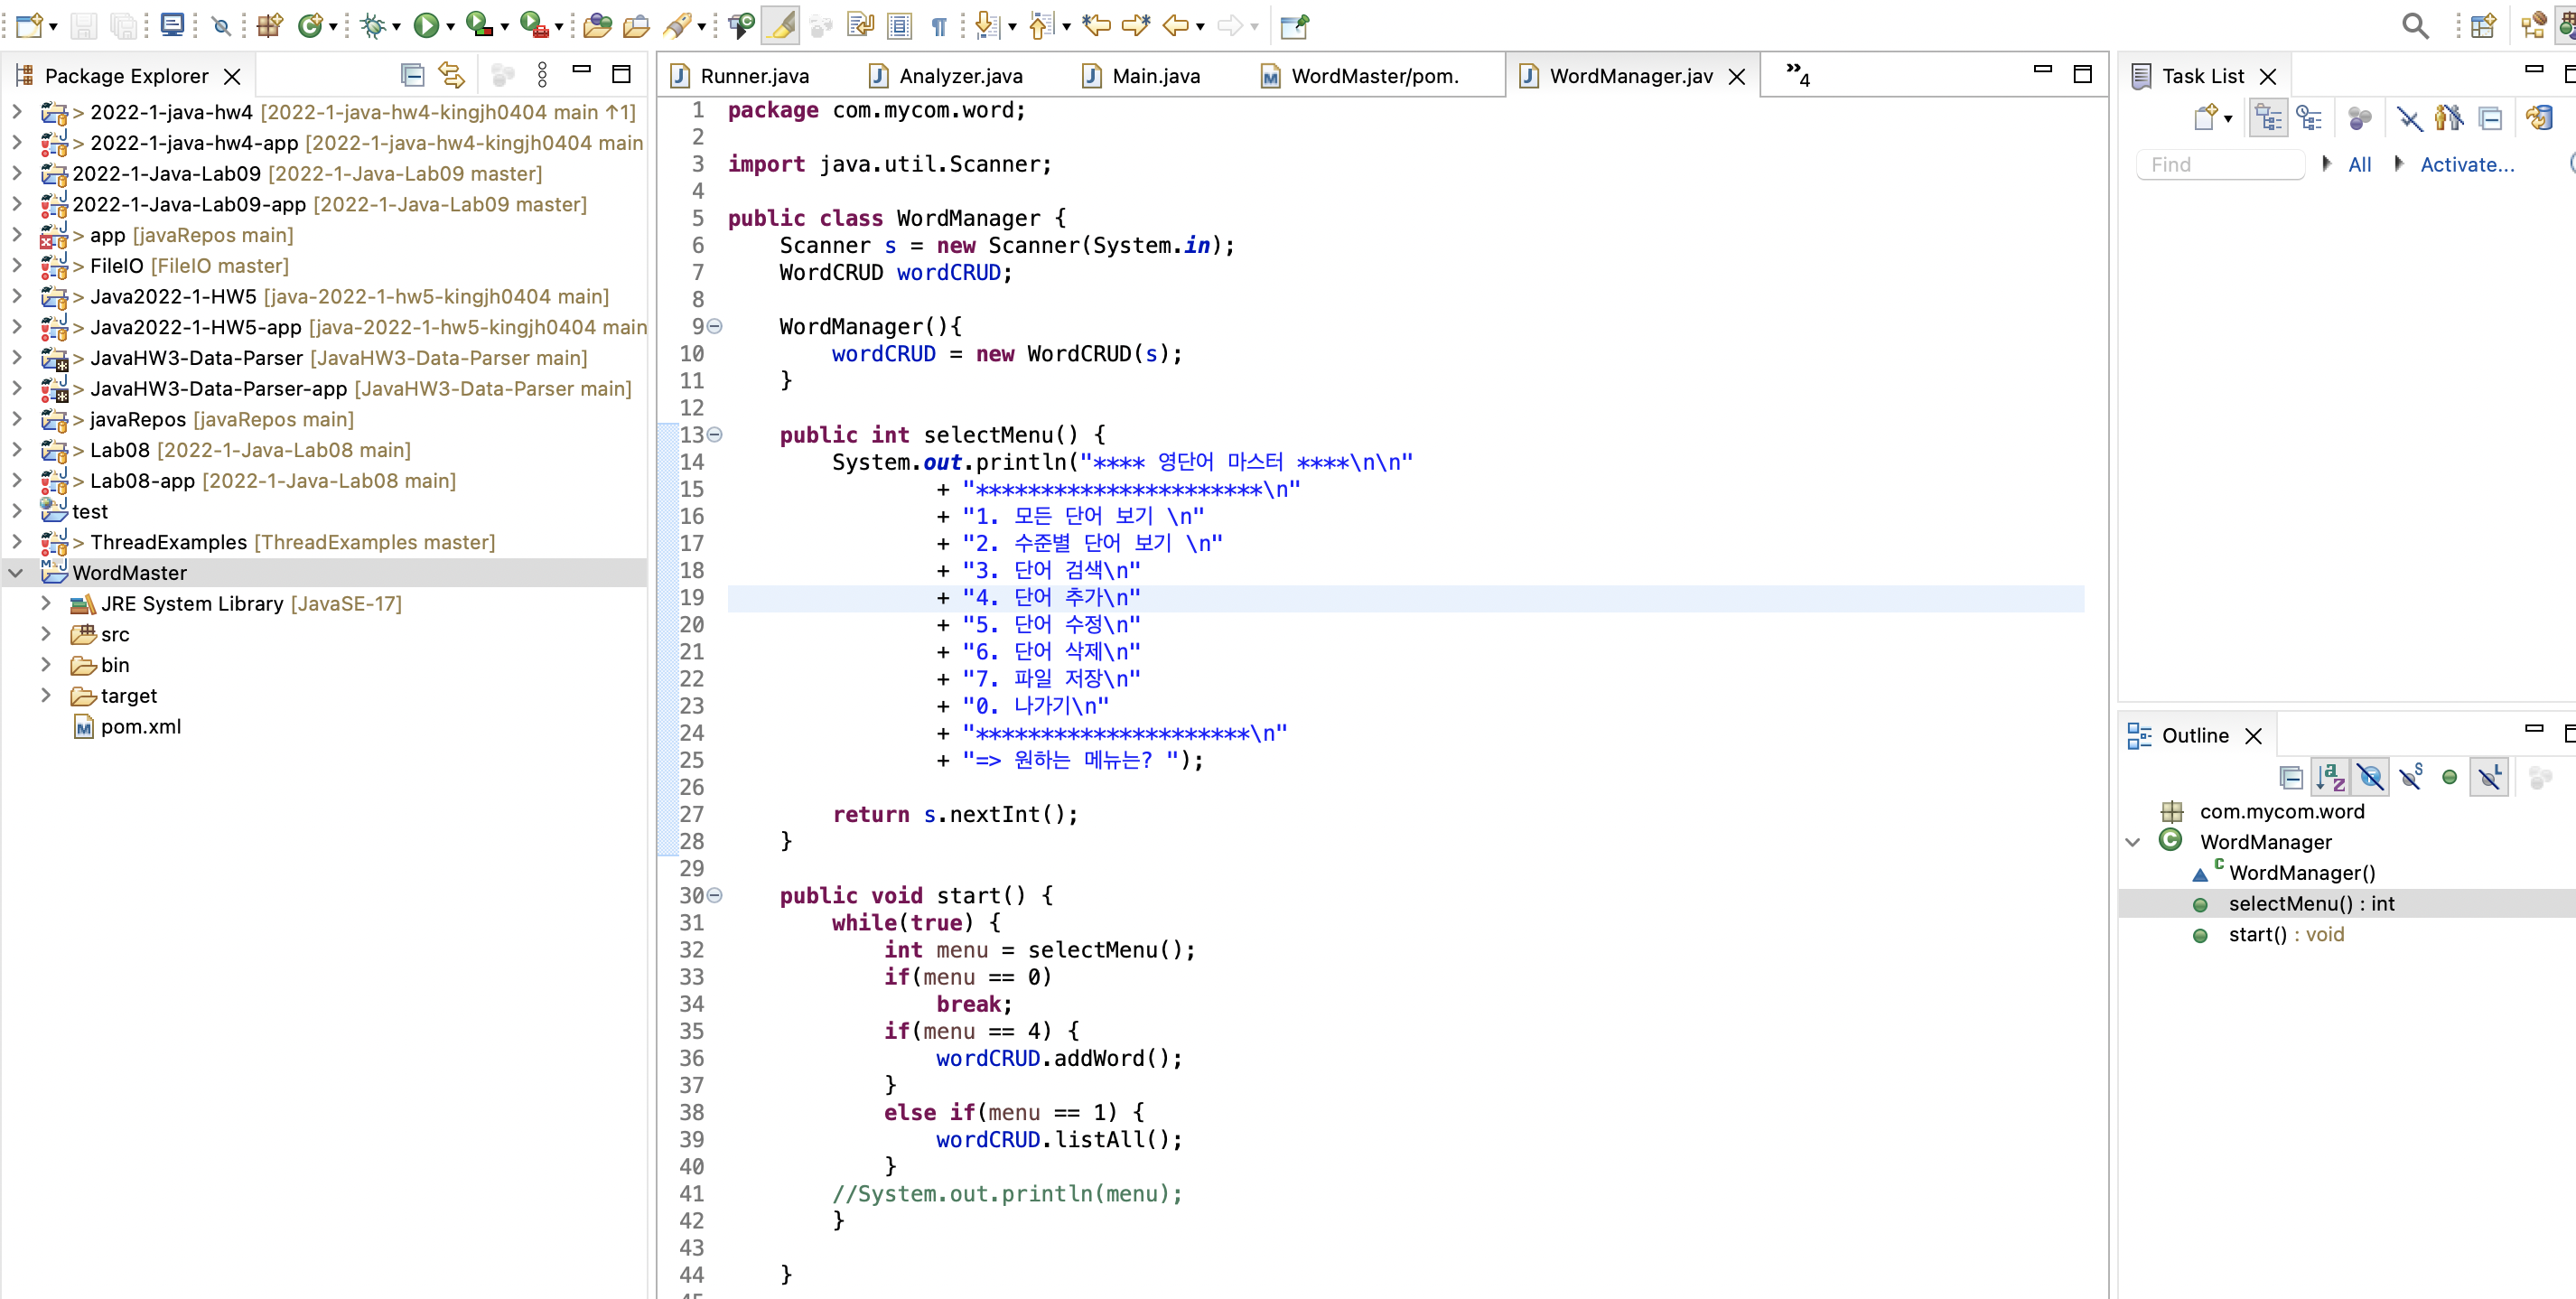 Package Explorer
> 2022-1-java-hw4 [2022-1-java-hw4-kingjh0404 main ↑1]
> 2022-1-java-hw4-app [2022-1-java-hw4-kingjh0404 main
2022-1-Java-Lab09 [2022-1-Java-Lab09 master]
2022-1-Java-Lab09-app [2022-1-Java-Lab09 master]
> app [javaRepos main]
> FileIO [FileIO master]
> Java2022-1-HW5 [java-2022-1-hw5-kingjh0404 main]
> Java2022-1-HW5-app [java-2022-1-hw5-kingjh0404 main
> JavaHW3-Data-Parser [JavaHW3-Data-Parser main]
> JavaHW3-Data-Parser-app [JavaHW3-Data-Parser main]
> javaRepos [javaRepos main]
> Lab08 [2022-1-Java-Lab08 main]
> Lab08-app [2022-1-Java-Lab08 main]
test
> ThreadExamples [ThreadExamples master]
WordMaster
JRE System Library [JavaSE-17]
src
bin
target
pom.xml
Runner.java Analyzer.java Main.java WordMaster/pom. WordManager.jav »4
1 package com.mycom.word;
2
3 import java.util.Scanner;
4
5 public class WordManager {
6     Scanner s = new Scanner(System.in);
7     WordCRUD wordCRUD;
8
9     WordManager(){
10         wordCRUD = new WordCRUD(s);
11     }
12
13     public int selectMenu() {
14         System.out.println("**** 영단어 마스터 ****\n\n"
15                 + "**********************\n"
16                 + "1. 모든 단어 보기 \n"
17                 + "2. 수준별 단어 보기 \n"
18                 + "3. 단어 검색\n"
19                 + "4. 단어 추가\n"
20                 + "5. 단어 수정\n"
21                 + "6. 단어 삭제\n"
22                 + "7. 파일 저장\n"
23                 + "0. 나가기\n"
24                 + "*********************\n"
25                 + "=> 원하는 메뉴는? ");
26
27         return s.nextInt();
28     }
29
30     public void start() {
31         while(true) {
32             int menu = selectMenu();
33             if(menu == 0)
34                 break;
35             if(menu == 4) {
36                 wordCRUD.addWord();
37             }
38             else if(menu == 1) {
39                 wordCRUD.listAll();
40             }
41         //System.out.println(menu);
42         }
43
44     }
Task List
Find All Activate...
Outline
com.mycom.word
WordManager
WordManager()
selectMenu() : int
start() : void